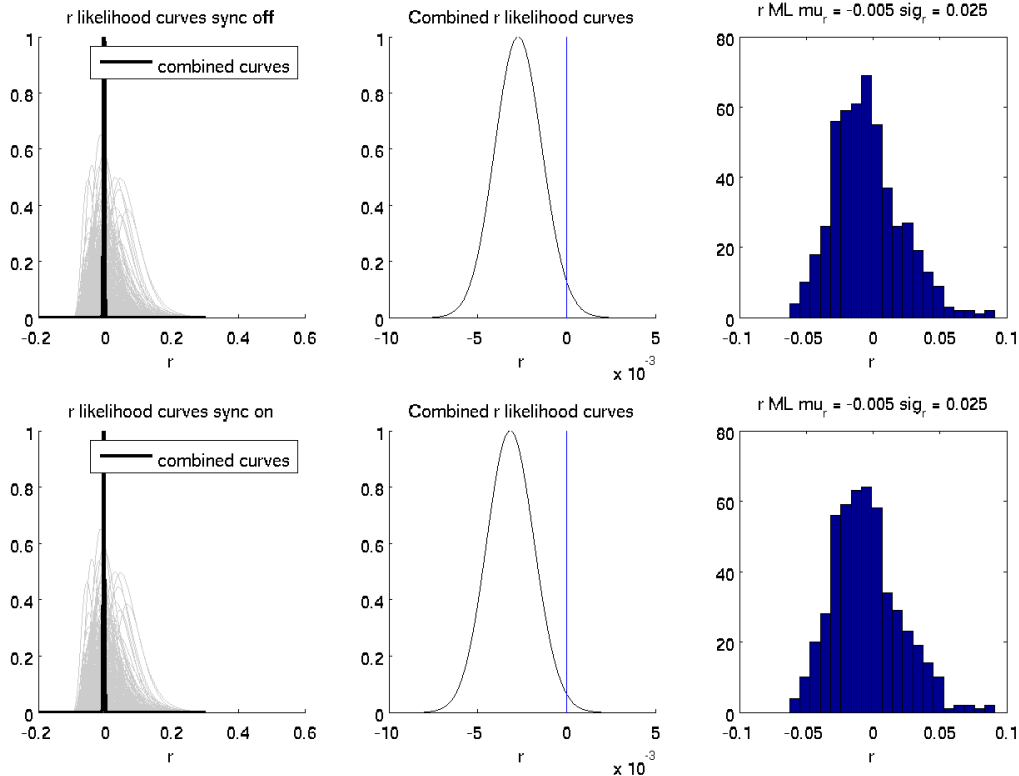 r likelihood curves sync off
combined curves
1
0.8
0.6
0.4
0.2
0
-0.2 0 0.2 0.4 0.6
r
Combined r likelihood curves
1
0.8
0.6
0.4
0.2
0
-10 -5 0 5
x 10^-3
r
r ML mu_r = -0.005 sig_r = 0.025
80
60
40
20
0
-0.1 -0.05 0 0.05 0.1
r
r likelihood curves sync on
combined curves
1
0.8
0.6
0.4
0.2
0
-0.2 0 0.2 0.4 0.6
r
Combined r likelihood curves
1
0.8
0.6
0.4
0.2
0
-10 -5 0 5
x 10^-3
r
r ML mu_r = -0.005 sig_r = 0.025
80
60
40
20
0
-0.1 -0.05 0 0.05 0.1
r